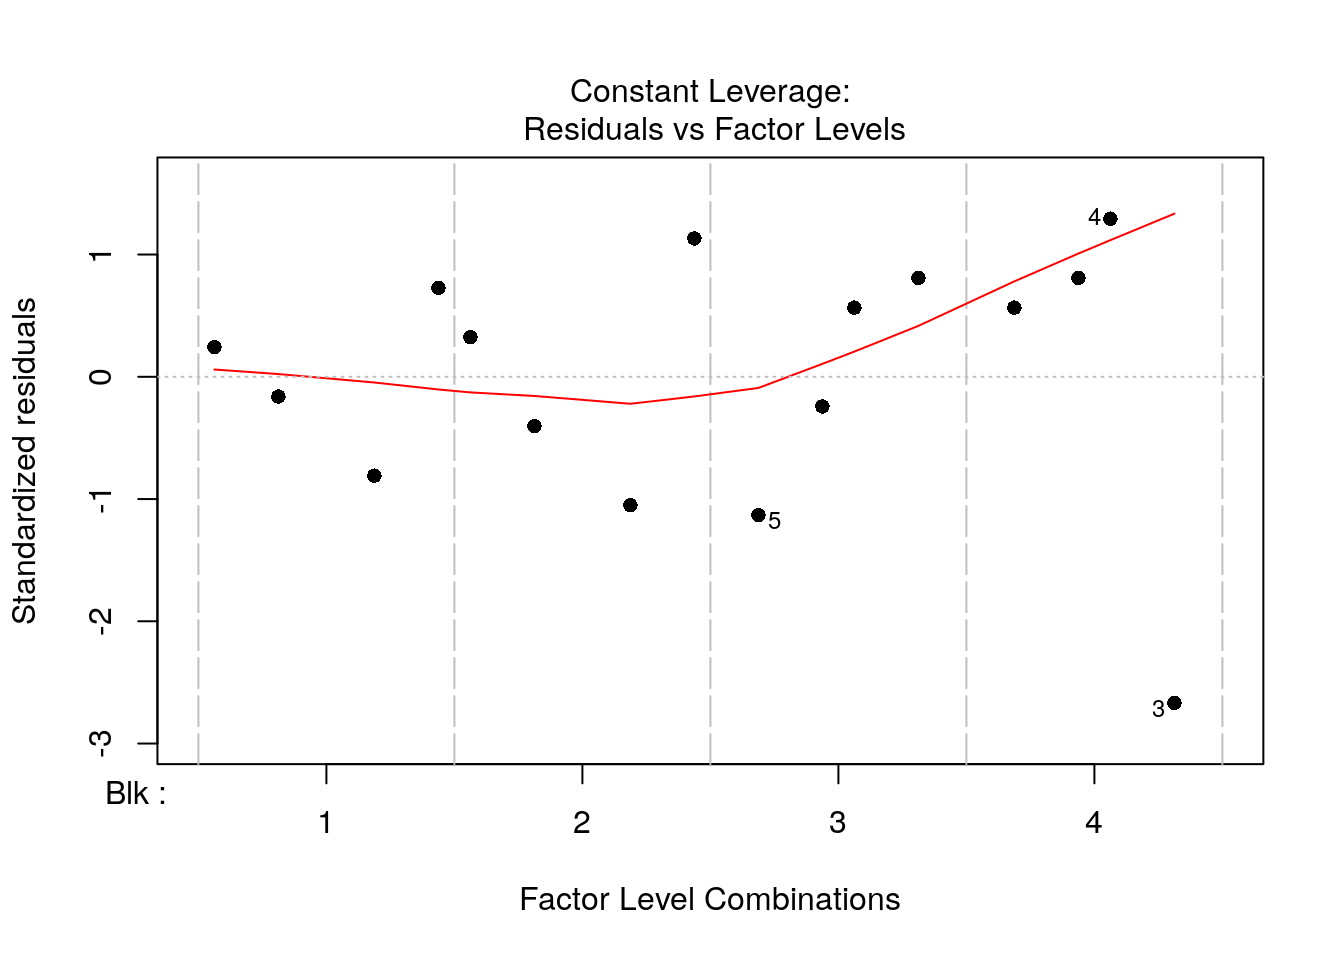 Constant Leverage:
Residuals vs Factor Levels
Standardized residuals
1
0
-1
-2
-3
4
5
3
Blk :
1 2 3 4
Factor Level Combinations